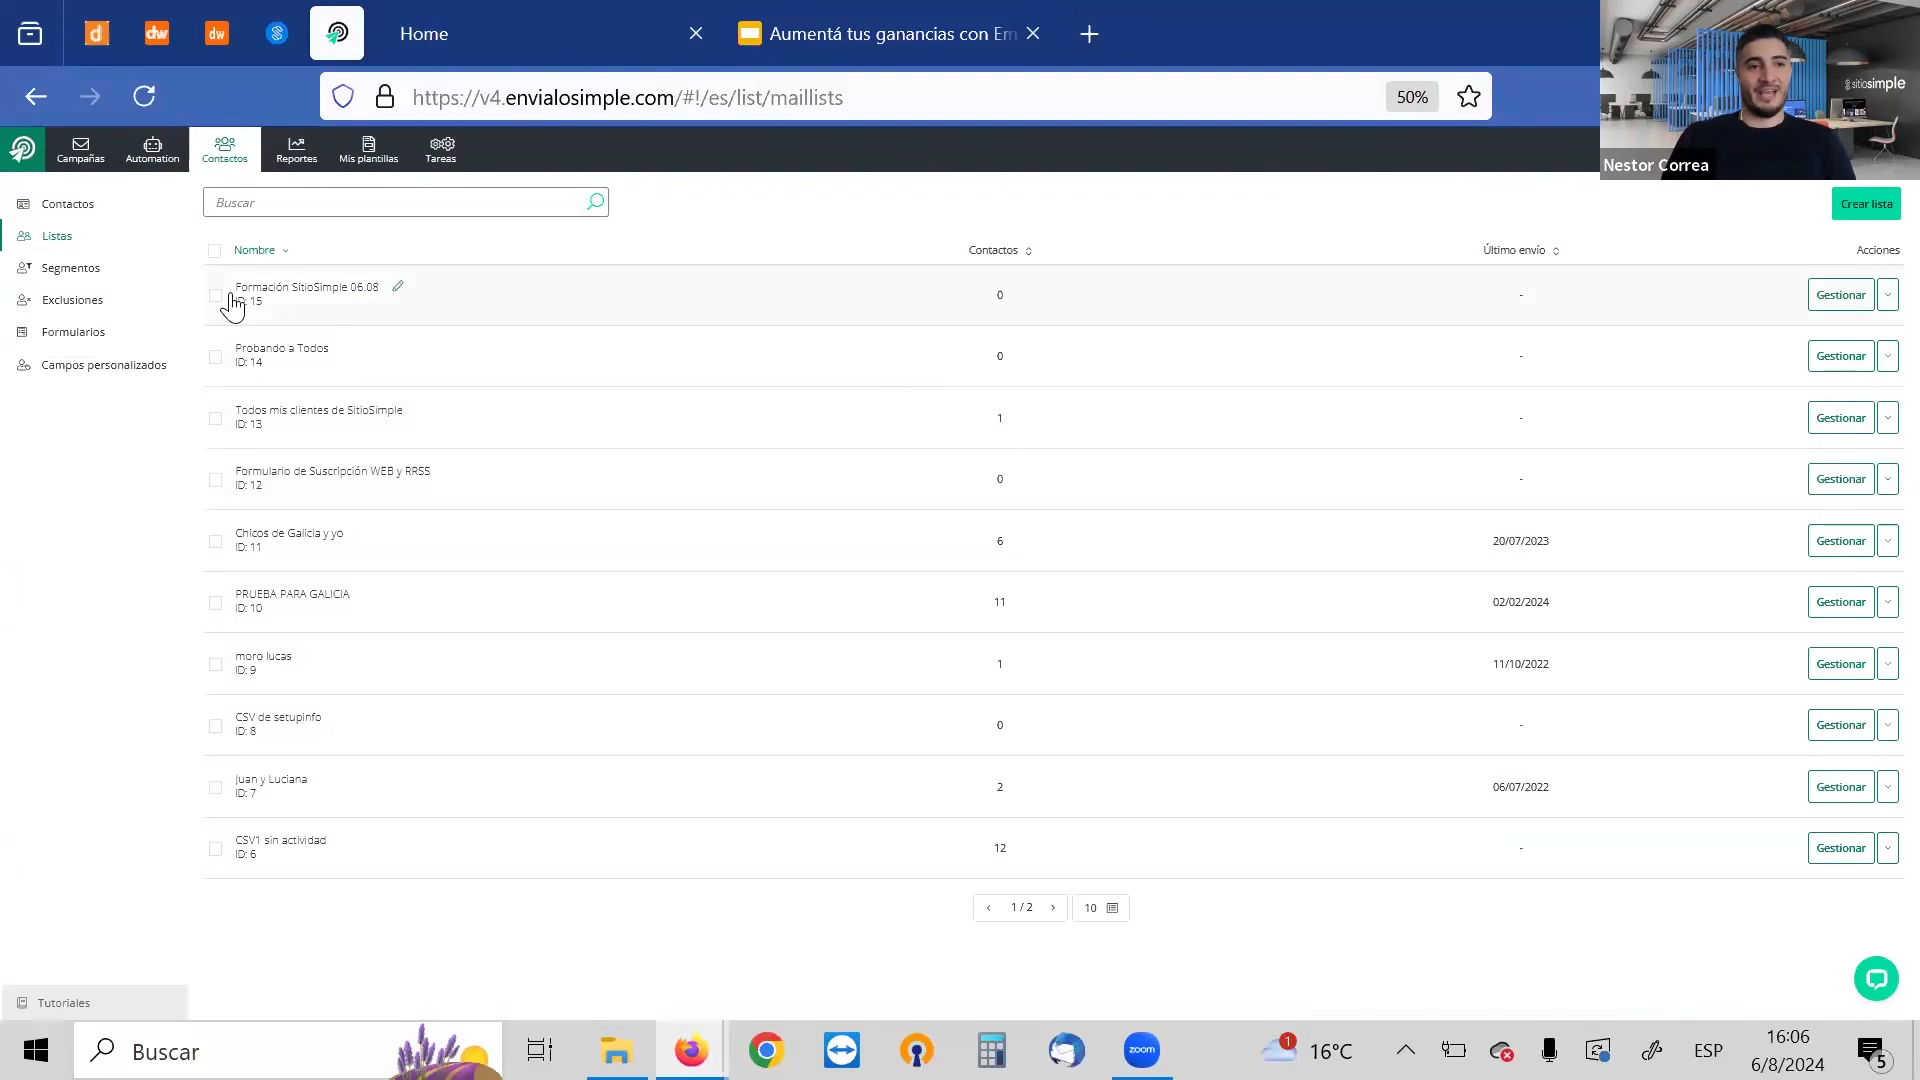 Home
Aumentá tus ganancias con Em
https://v4.envialosimple.com/#!/es/list/maillists
50%
sitiosimple
Nestor Correa
Campañas
Automation
Contactos
Reportes
Mis plantillas
Tareas
Contactos
Listas
Segmentos
Exclusiones
Formularios
Campos personalizados
Tutoriales
Buscar
Crear lista
Nombre
Contactos
Último envío
Acciones
Formación SitioSimple 06.08
ID: 15
0
-
Gestionar
Probando a Todos
ID: 14
0
-
Gestionar
Todos mis clientes de SitioSimple
ID: 13
1
-
Gestionar
Formulario de Suscripción WEB y RRSS
ID: 12
0
-
Gestionar
Chicos de Galicia y yo
ID: 11
6
20/07/2023
Gestionar
PRUEBA PARA GALICIA
ID: 10
11
02/02/2024
Gestionar
moro lucas
ID: 9
1
11/10/2022
Gestionar
CSV de setupinfo
ID: 8
0
-
Gestionar
Juan y Luciana
ID: 7
2
06/07/2022
Gestionar
CSV1 sin actividad
ID: 6
12
-
Gestionar
1 / 2
10
Buscar
zoom
1
16°C
ESP
16:06
6/8/2024
5